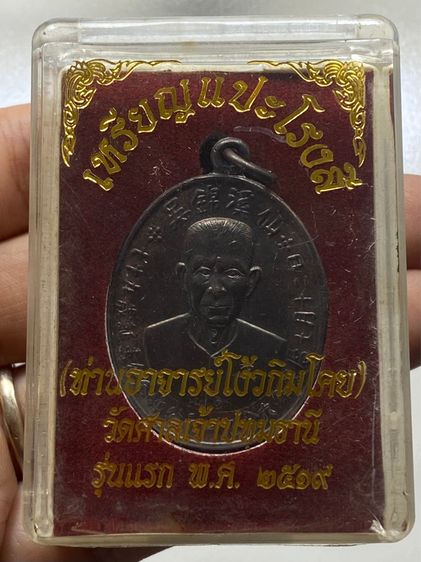 เหรียญแปะโรงสี
(ท่านอาจารย์โง้วกิมโคย)
วัดศาลเจ้าปทุมธานี
รุ่นแรก พ.ศ. ๒๕๑๙